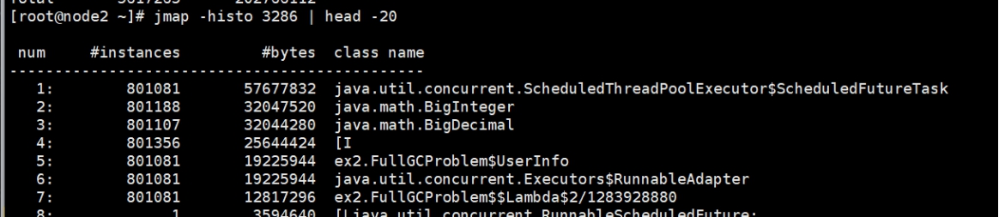 [root@node2 ~]# jmap -histo 3286 | head -20
num #instances #bytes class name
----------------------------------------------
1: 801081 57677832 java.util.concurrent.ScheduledThreadPoolExecutor$ScheduledFutureTask
2: 801188 32047520 java.math.BigInteger
3: 801107 32044280 java.math.BigDecimal
4: 801356 25644424 [I
5: 801081 19225944 ex2.FullGCProblem$UserInfo
6: 801081 19225944 java.util.concurrent.Executors$RunnableAdapter
7: 801081 12817296 ex2.FullGCProblem$$Lambda$2/1283928880
8: 1 3594640 [Ljava.util.concurrent.RunnableScheduledFuture;